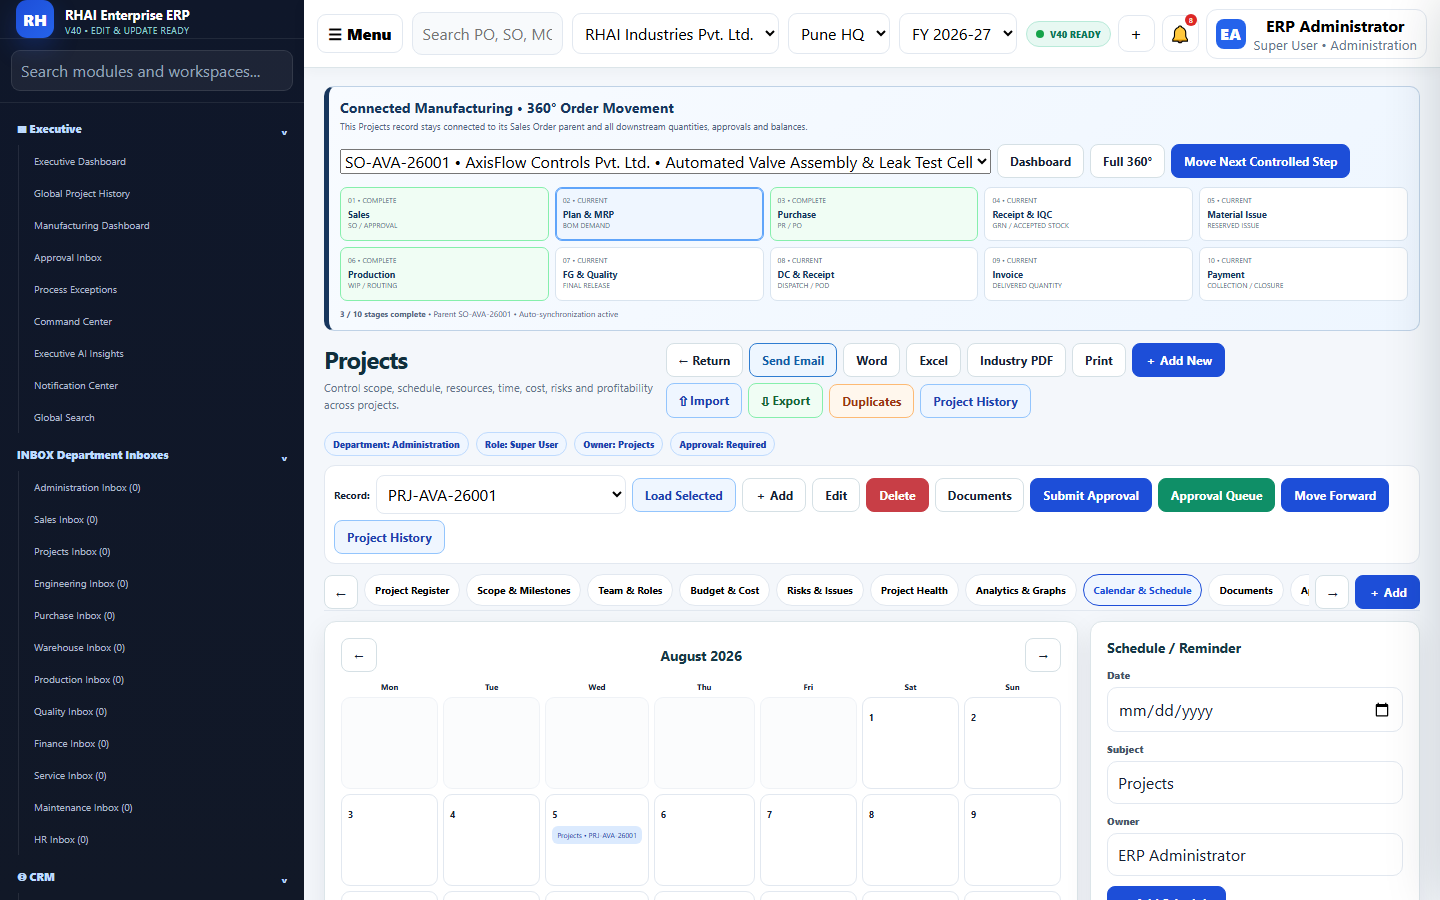 RH
RHAI Enterprise ERP
V40 • EDIT & UPDATE READY
Search modules and workspaces...
Executive
Executive Dashboard
Global Project History
Manufacturing Dashboard
Approval Inbox
Process Exceptions
Command Center
Executive AI Insights
Notification Center
Global Search
INBOX Department Inboxes
Administration Inbox (0)
Sales Inbox (0)
Projects Inbox (0)
Engineering Inbox (0)
Purchase Inbox (0)
Warehouse Inbox (0)
Production Inbox (0)
Quality Inbox (0)
Finance Inbox (0)
Service Inbox (0)
Maintenance Inbox (0)
HR Inbox (0)
CRM
☰ Menu
Search PO, SO, MO
RHAI Industries Pvt. Ltd.
Pune HQ
FY 2026-27
V40 READY
+
8
EA
ERP Administrator
Super User • Administration
Connected Manufacturing • 360° Order Movement
This Projects record stays connected to its Sales Order parent and all downstream quantities, approvals and balances.
SO-AVA-26001 • AxisFlow Controls Pvt. Ltd. • Automated Valve Assembly & Leak Test Cell
Dashboard
Full 360°
Move Next Controlled Step
01 • COMPLETE
Sales
SO / APPROVAL
02 • CURRENT
Plan & MRP
BOM DEMAND
03 • COMPLETE
Purchase
PR / PO
04 • CURRENT
Receipt & IQC
GRN / ACCEPTED STOCK
05 • CURRENT
Material Issue
RESERVED ISSUE
06 • COMPLETE
Production
WIP / ROUTING
07 • CURRENT
FG & Quality
FINAL RELEASE
08 • CURRENT
DC & Receipt
DISPATCH / POD
09 • CURRENT
Invoice
DELIVERED QUANTITY
10 • CURRENT
Payment
COLLECTION / CLOSURE
3 / 10 stages complete • Parent SO-AVA-26001 • Auto-synchronization active
Projects
Control scope, schedule, resources, time, cost, risks and profitability
across projects.
← Return
Send Email
Word
Excel
Industry PDF
Print
+ Add New
⇧ Import
⇩ Export
Duplicates
Project History
Department: Administration
Role: Super User
Owner: Projects
Approval: Required
Record:
PRJ-AVA-26001
Load Selected
+ Add
Edit
Delete
Documents
Submit Approval
Approval Queue
Move Forward
Project History
←
Project Register
Scope & Milestones
Team & Roles
Budget & Cost
Risks & Issues
Project Health
Analytics & Graphs
Calendar & Schedule
Documents
→
+ Add
←
August 2026
→
Mon
Tue
Wed
Thu
Fri
Sat
Sun
1
2
3
4
5
Projects • PRJ-AVA-26001
6
7
8
9
Schedule / Reminder
Date
mm/dd/yyyy
Subject
Projects
Owner
ERP Administrator